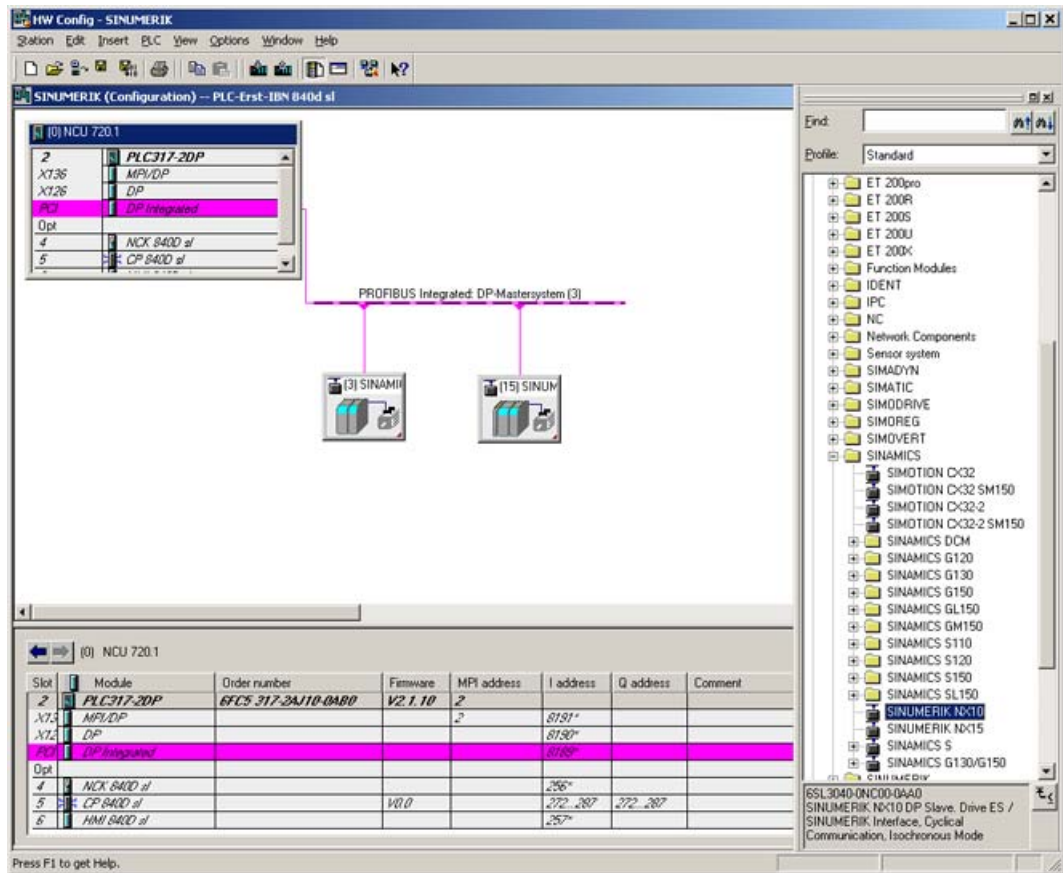 HW Config - SINUMERIK
Station Edit Insert PLC View Options Window Help
SINUMERIK (Configuration) -- PLC-Erst-IBN 840d sl
(0) NCU 720.1
2 PLC317-2DP
X136 MPI/DP
X126 DP
PCI DP Integrated
Opt
4 NCK 840D sl
5 CP 840D sl
PROFIBUS Integrated: DP-Mastersystem (3)
(3) SINAMI
(15) SINUM
Find:
Profile: Standard
ET 200pro
ET 200R
ET 200S
ET 200U
ET 200X
Function Modules
IDENT
IPC
NC
Network Components
Sensor system
SIMADYN
SIMATIC
SIMODRIVE
SIMOREG
SIMOVERT
SINAMICS
SIMOTION CX32
SIMOTION CX32 SM150
SIMOTION CX32-2
SIMOTION CX32-2 SM150
SINAMICS DCM
SINAMICS G120
SINAMICS G130
SINAMICS G150
SINAMICS GL150
SINAMICS GM150
SINAMICS S110
SINAMICS S120
SINAMICS S150
SINAMICS SL150
SINUMERIK NX10
SINUMERIK NX15
SINAMICS S
SINAMICS G130/G150
SINUMERIK
6SL3040-0NC00-0AA0
SINUMERIK NX10 DP Slave. Drive ES /
SINUMERIK Interface, Cyclical
Communication, Isochronous Mode
(0) NCU 720.1
Slot Module Order number Firmware MPI address I address Q address Comment
2 PLC317-2DP 6FC5 317-2AJ10-0AB0 V2.1.10 2
X13 MPI/DP 2 8191*
X12 DP 8190*
PCI DP Integrated 8189*
Opt
4 NCK 840D sl 256*
5 CP 840D sl V0.0 272...287 272...287
6 HMI 840D sl 257*
Press F1 to get Help.